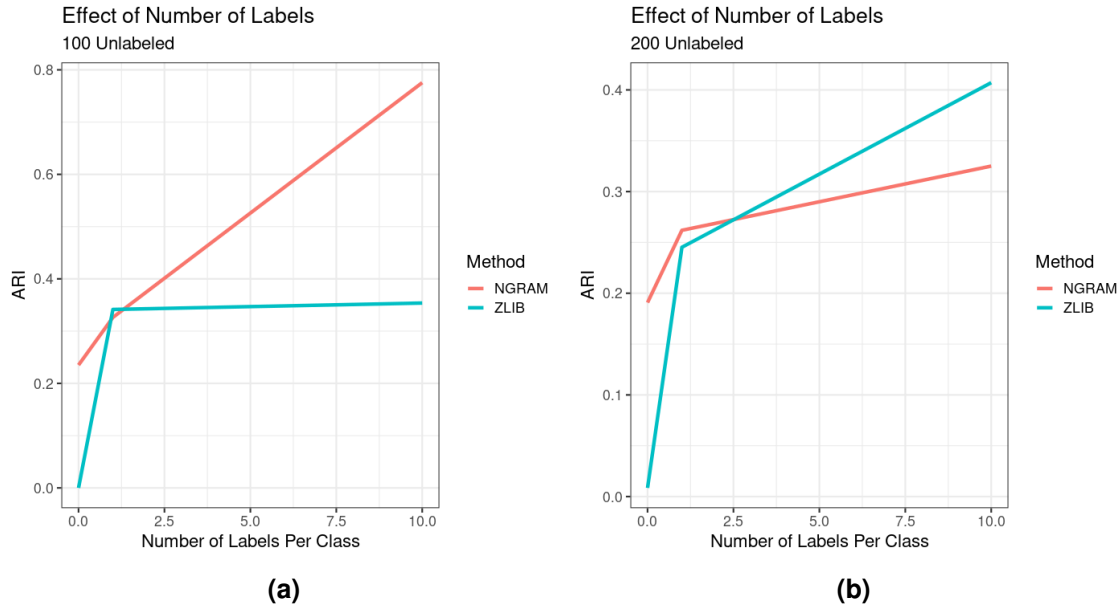 Effect of Number of Labels
100 Unlabeled
0.8
0.6
0.4
0.2
0.0
ARI
0.0 2.5 5.0 7.5 10.0
Number of Labels Per Class
Method
NGRAM
ZLIB
(a)
Effect of Number of Labels
200 Unlabeled
0.4
0.3
0.2
0.1
0.0
ARI
0.0 2.5 5.0 7.5 10.0
Number of Labels Per Class
Method
NGRAM
ZLIB
(b)